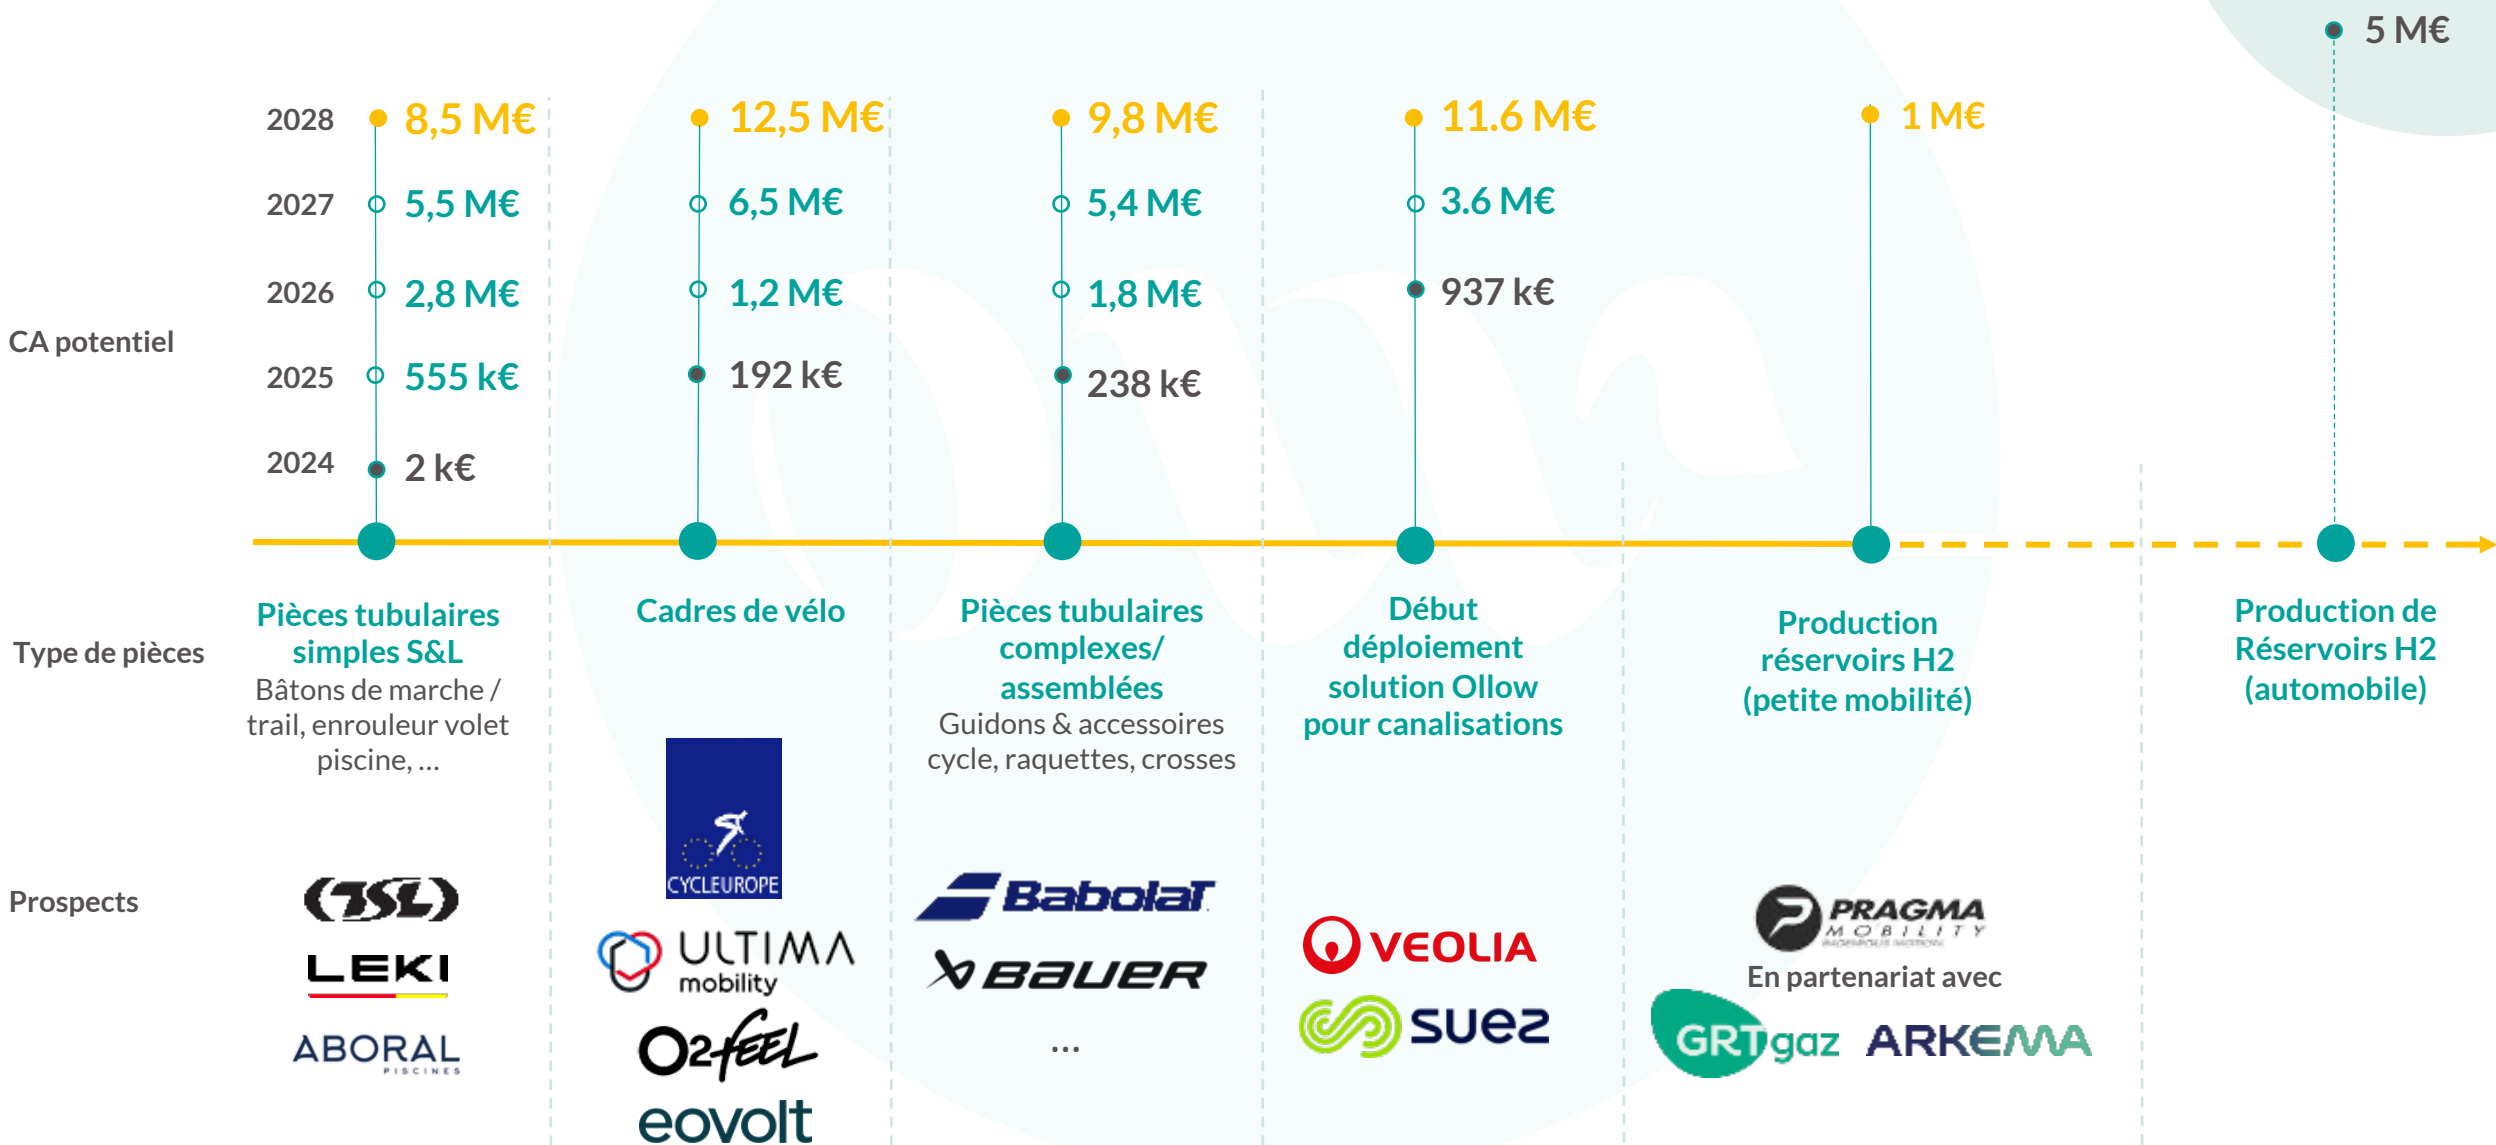 5 M€
2028
8,5 M€
12,5 M€
9,8 M€
11.6 M€
1 M€
2027
5,5 M€
6,5 M€
5,4 M€
3.6 M€
2026
2,8 M€
1,2 M€
1,8 M€
937 k€
CA potentiel
2025
555 k€
192 k€
238 k€
2024
2 k€
Type de pièces
Pièces tubulaires
simples S&L
Bâtons de marche /
trail, enrouleur volet
piscine, ...
Cadres de vélo
Pièces tubulaires
complexes/
assemblées
Guidons & accessoires
cycle, raquettes, crosses
Début
déploiement
solution Ollow
pour canalisations
Production
réservoirs H2
(petite mobilité)
Production de
Réservoirs H2
(automobile)
Prospects
TSL
LEKI
ABORAL
PISCINES
CYCLEUROPE
ULTIMA
mobility
O2feel
eovolt
Babolat
BAUER
...
VEOLIA
suez
PRAGMA
MOBILITY
En partenariat avec
GRTgaz
ARKEMA